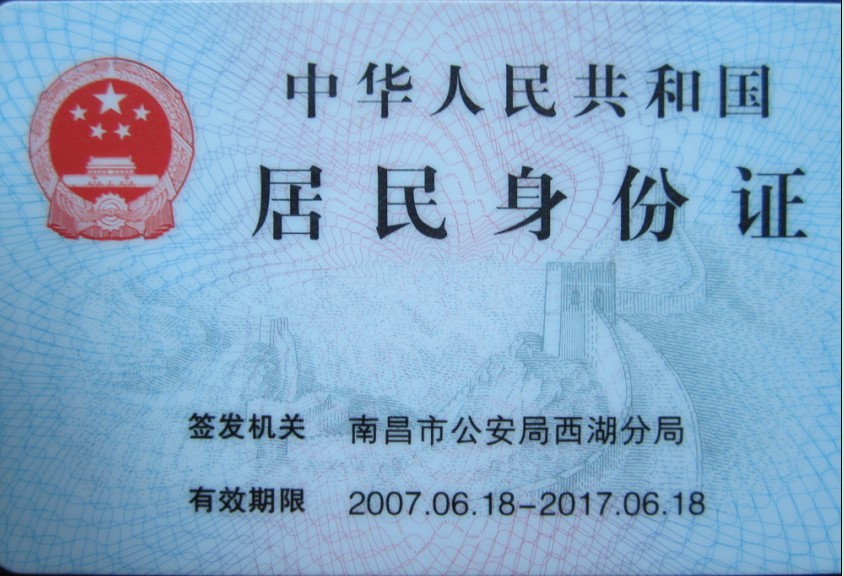 中华人民共和国
居民身份证
签发机关 南昌市公安局西湖分局
有效期限 2007.06.18-2017.06.18